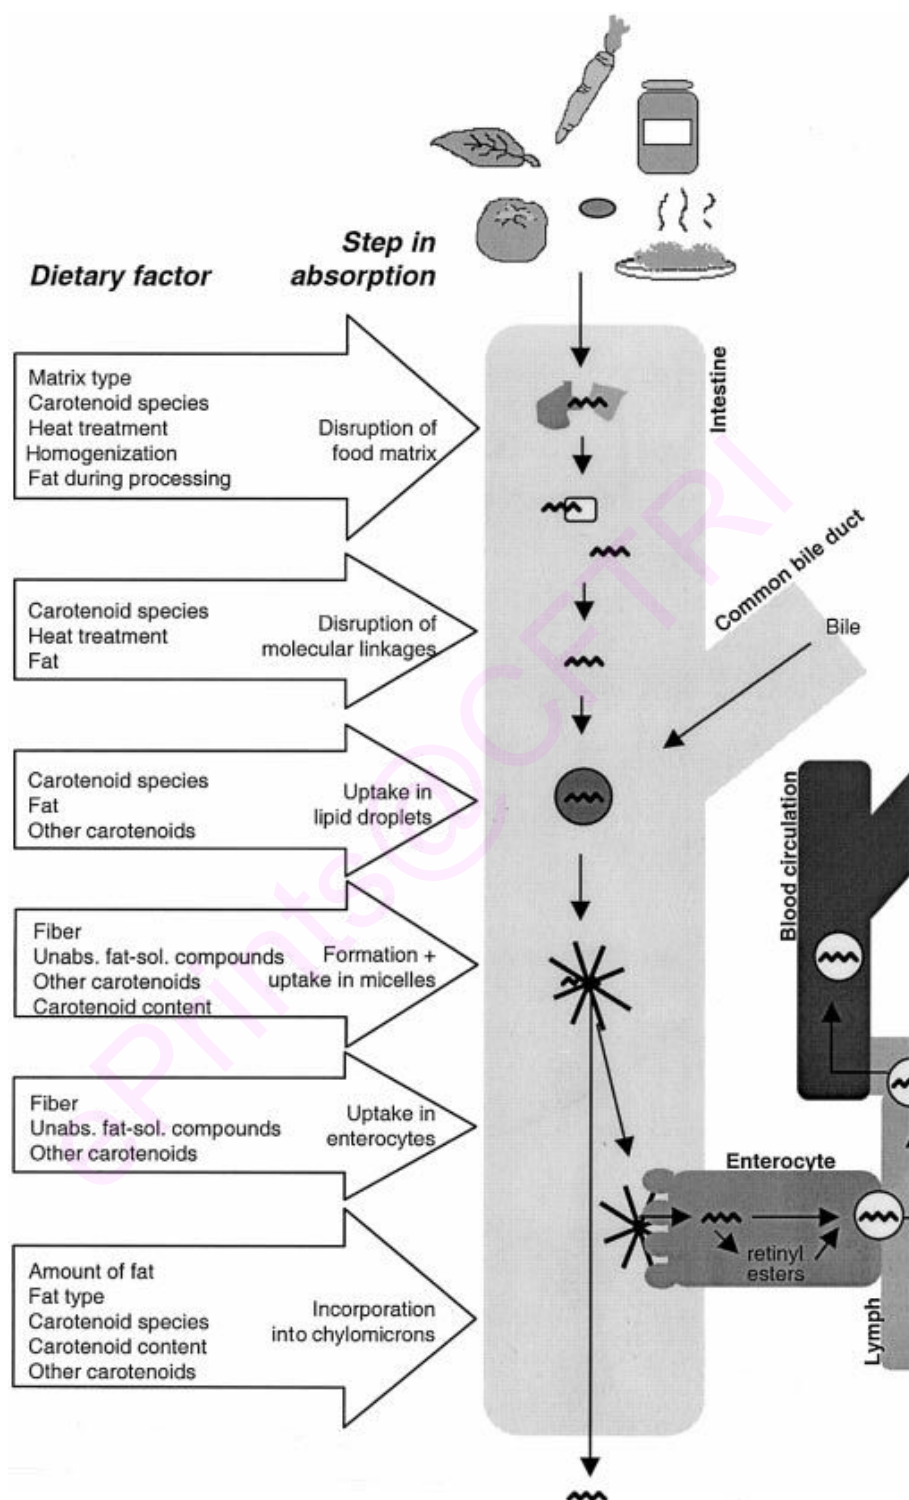 Dietary factor
Step in
absorption
Intestine
Matrix type
Carotenoid species
Heat treatment
Homogenization
Fat during processing
Disruption of
food matrix
Common bile duct
Bile
Carotenoid species
Heat treatment
Fat
Disruption of
molecular linkages
Carotenoid species
Fat
Other carotenoids
Uptake in
lipid droplets
Blood circulation
Fiber
Unabs. fat-sol. compounds
Other carotenoids
Carotenoid content
Formation +
uptake in micelles
Fiber
Unabs. fat-sol. compounds
Other carotenoids
Uptake in
enterocytes
Enterocyte
retinyl
esters
Lymph
Amount of fat
Fat type
Carotenoid species
Carotenoid content
Other carotenoids
Incorporation
into chylomicrons
ePrints@CFTRI